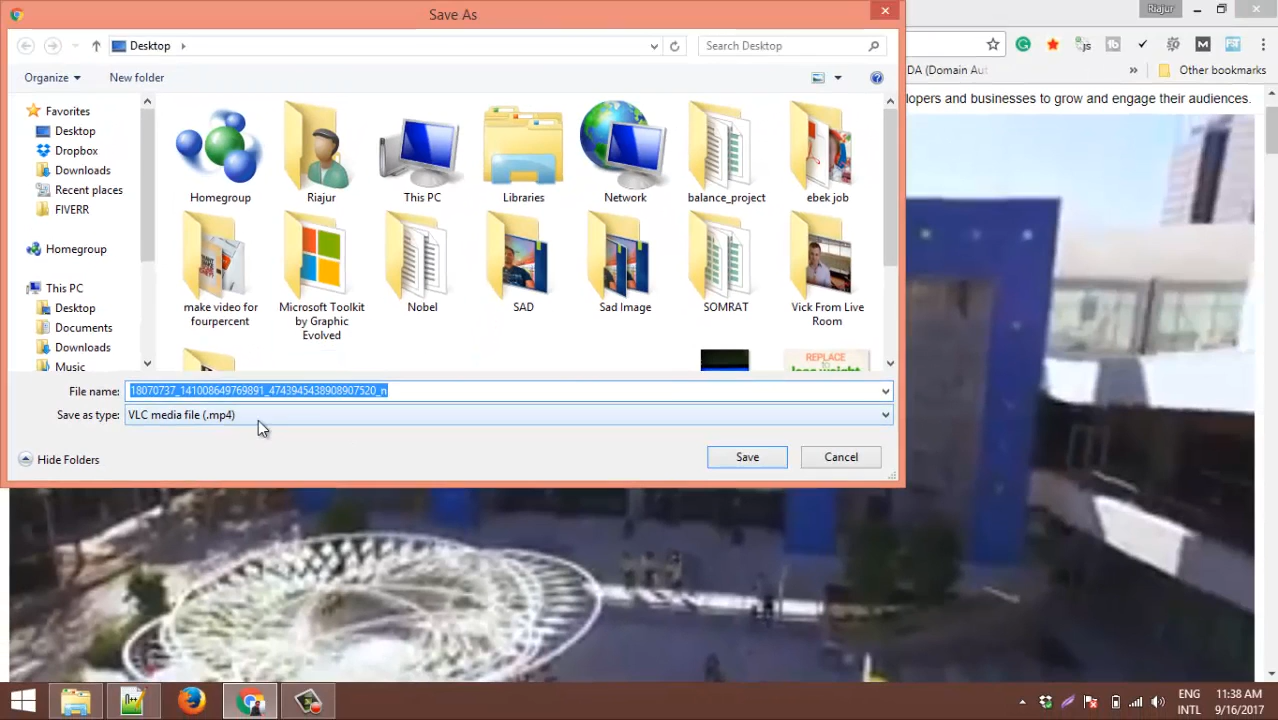 Save As
Riajur
Desktop
Search Desktop
Organize
New folder
DA (Domain Aut
»
Other bookmarks
lopers and businesses to grow and engage their audiences.
Favorites
Desktop
Dropbox
Downloads
Recent places
FIVERR
Homegroup
This PC
Desktop
Documents
Downloads
Music
Homegroup
Riajur
This PC
Libraries
Network
balance_project
ebek job
make video for
fourpercent
Microsoft Toolkit
by Graphic
Evolved
Nobel
SAD
Sad Image
SOMRAT
Vick From Live
Room
REPLACE
File name:
18070737_141008649769891_4743945438908907520_n
Save as type:
VLC media file (.mp4)
Hide Folders
Save
Cancel
ENG
INTL
11:38 AM
9/16/2017